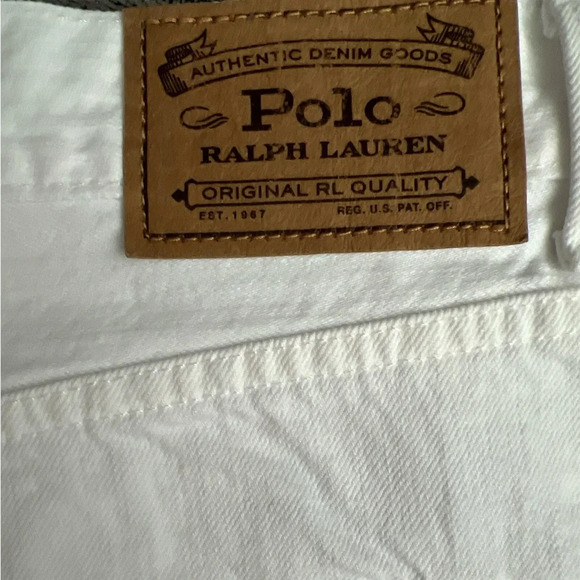 AUTHENTIC DENIM GOODS
Polo
RALPH LAUREN
ORIGINAL RL QUALITY
EST. 1967 REG. U.S. PAT. OFF.